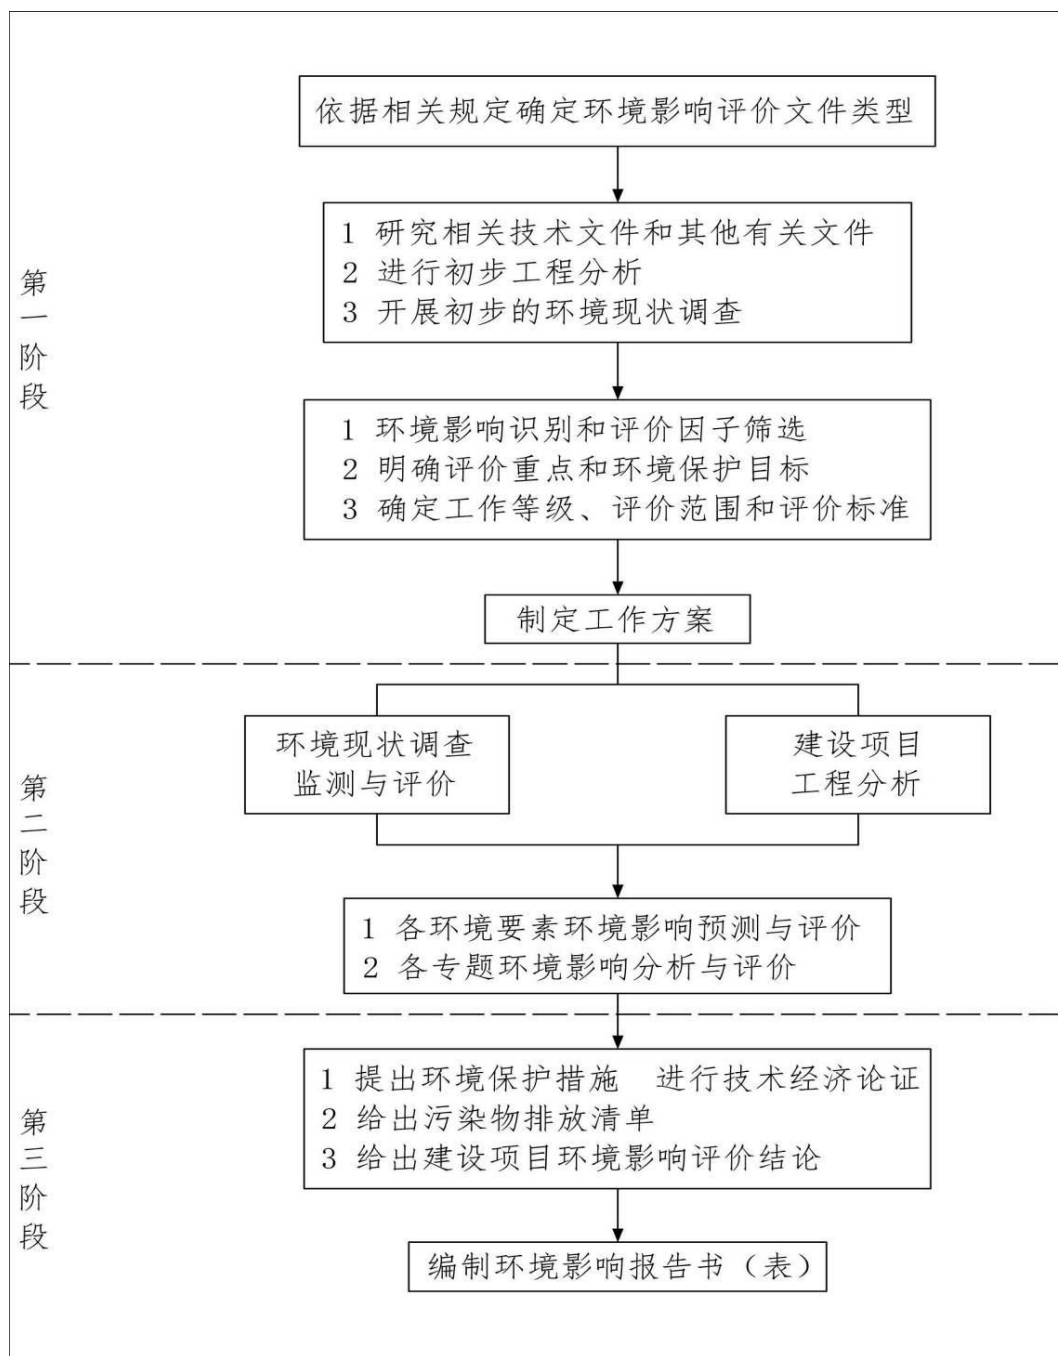 依据相关规定确定环境影响评价文件类型
1 研究相关技术文件和其他有关文件
2 进行初步工程分析
3 开展初步的环境现状调查
第一阶段
1 环境影响识别和评价因子筛选
2 明确评价重点和环境保护目标
3 确定工作等级、评价范围和评价标准
制定工作方案
环境现状调查
监测与评价
建设项目
工程分析
第二阶段
1 各环境要素环境影响预测与评价
2 各专题环境影响分析与评价
1 提出环境保护措施 进行技术经济论证
2 给出污染物排放清单
3 给出建设项目环境影响评价结论
第三阶段
编制环境影响报告书（表）